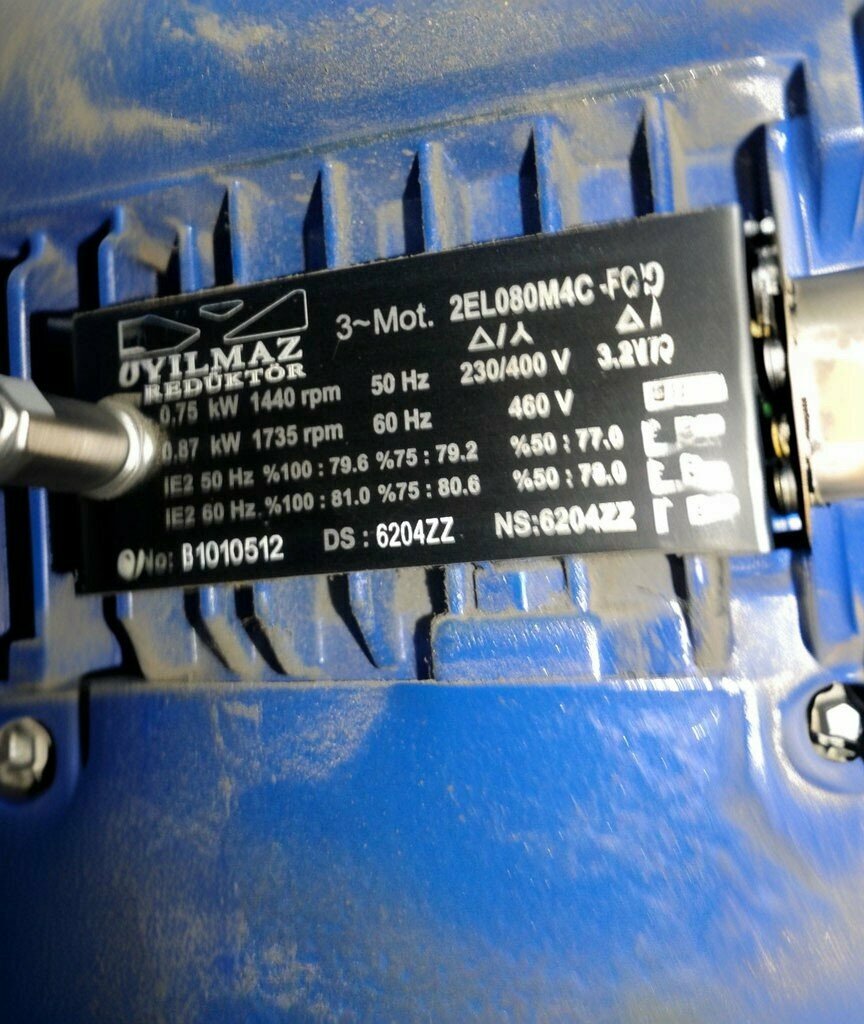 YILMAZ
REDÜKTÖR
3~Mot. 2EL080M4C
0.75 kW 1440 rpm 50 Hz 230/400 V
0.87 kW 1735 rpm 60 Hz 460 V
IE2 50 Hz %100 : 79.6 %75 : 79.2 %50 : 77.0
IE2 60 Hz %100 : 81.0 %75 : 80.6 %50 : 78.0
No: B1010512 DS : 6204ZZ NS:6204ZZ